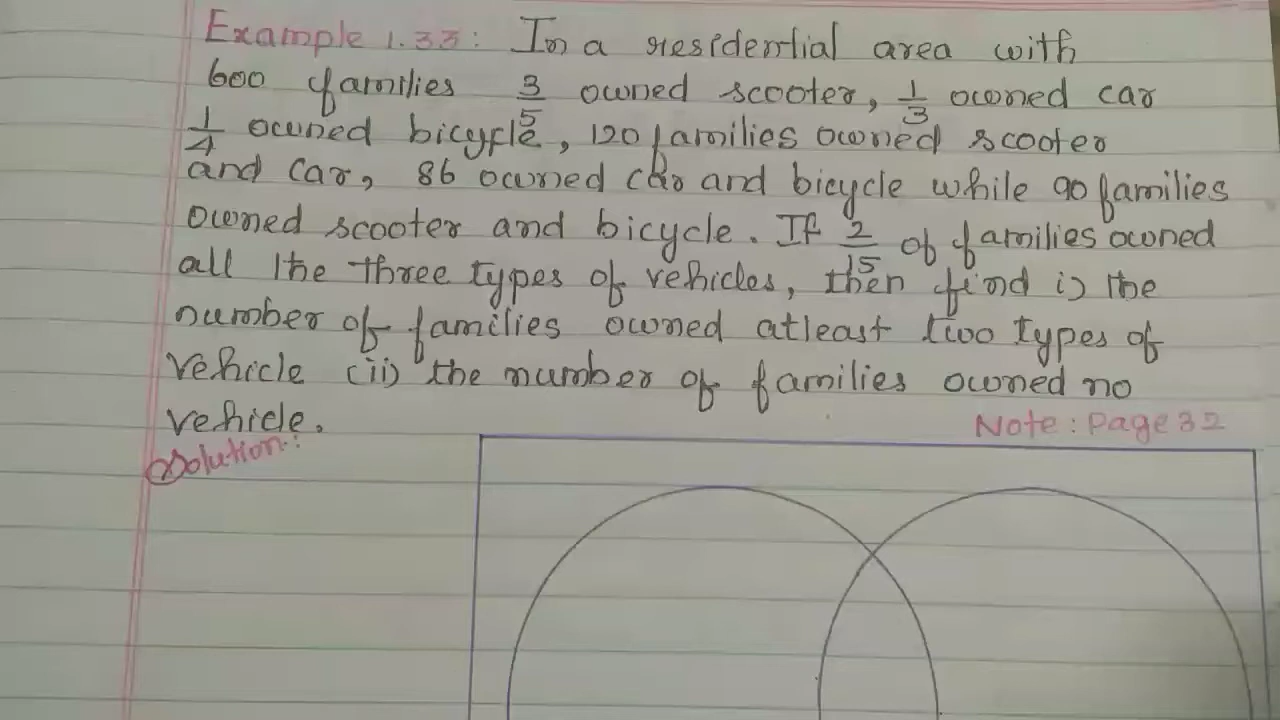 Example 1.33: In a residential area with
600 families 3/5 owned scooter, 1/3 owned car
1/4 owned bicycle, 120 families owned scooter
and car, 86 owned car and bicycle while 90 families
owned scooter and bicycle. If 2/15 of families owned
all the three types of vehicles, then find i) the
number of families owned atleast two types of
vehicle (ii) the number of families owned no
vehicle.
Note: Page 32
Solution: